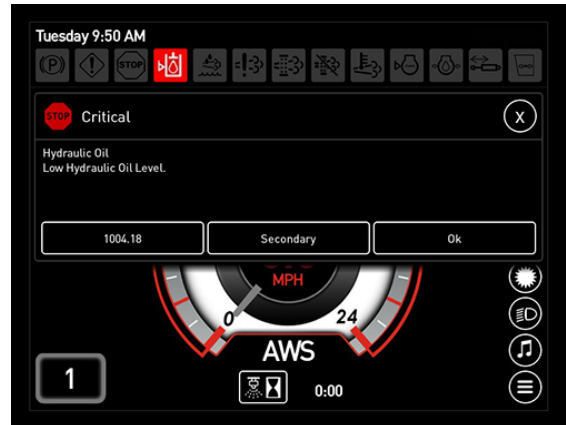 Tuesday 9:50 AM
(P) STOP
STOP Critical X
Hydraulic Oil
Low Hydraulic Oil Level.
1004.18 Secondary Ok
MPH
0 24
AWS
1 0:00